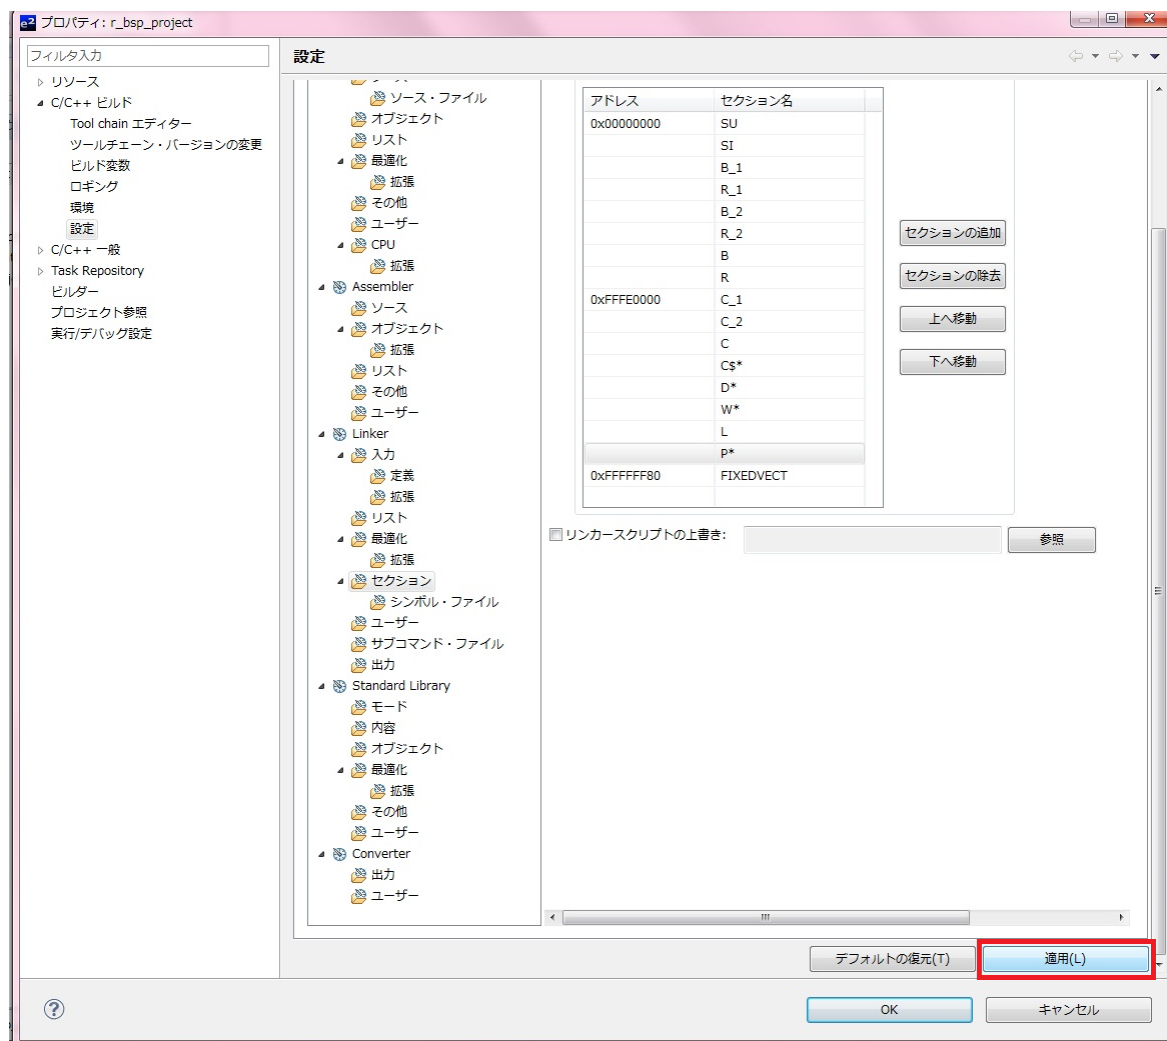 e² プロパティ: r_bsp_project
フィルタ入力
リソース
C/C++ ビルド
Tool chain エディター
ツールチェーン・バージョンの変更
ビルド変数
ロギング
環境
設定
C/C++ 一般
Task Repository
ビルダー
プロジェクト参照
実行/デバッグ設定
設定
ソース・ファイル
オブジェクト
リスト
最適化
拡張
その他
ユーザー
CPU
拡張
Assembler
ソース
オブジェクト
拡張
リスト
その他
ユーザー
Linker
入力
定義
拡張
リスト
最適化
拡張
セクション
シンボル・ファイル
ユーザー
サブコマンド・ファイル
出力
Standard Library
モード
内容
オブジェクト
最適化
拡張
その他
ユーザー
Converter
出力
ユーザー
アドレス セクション名
0x00000000 SU
SI
B_1
R_1
B_2
R_2
B
R
0xFFFE0000 C_1
C_2
C
C$*
D*
W*
L
P*
0xFFFFFF80 FIXEDVECT
セクションの追加
セクションの除去
上へ移動
下へ移動
リンカースクリプトの上書き:
参照
デフォルトの復元(T)
適用(L)
OK
キャンセル